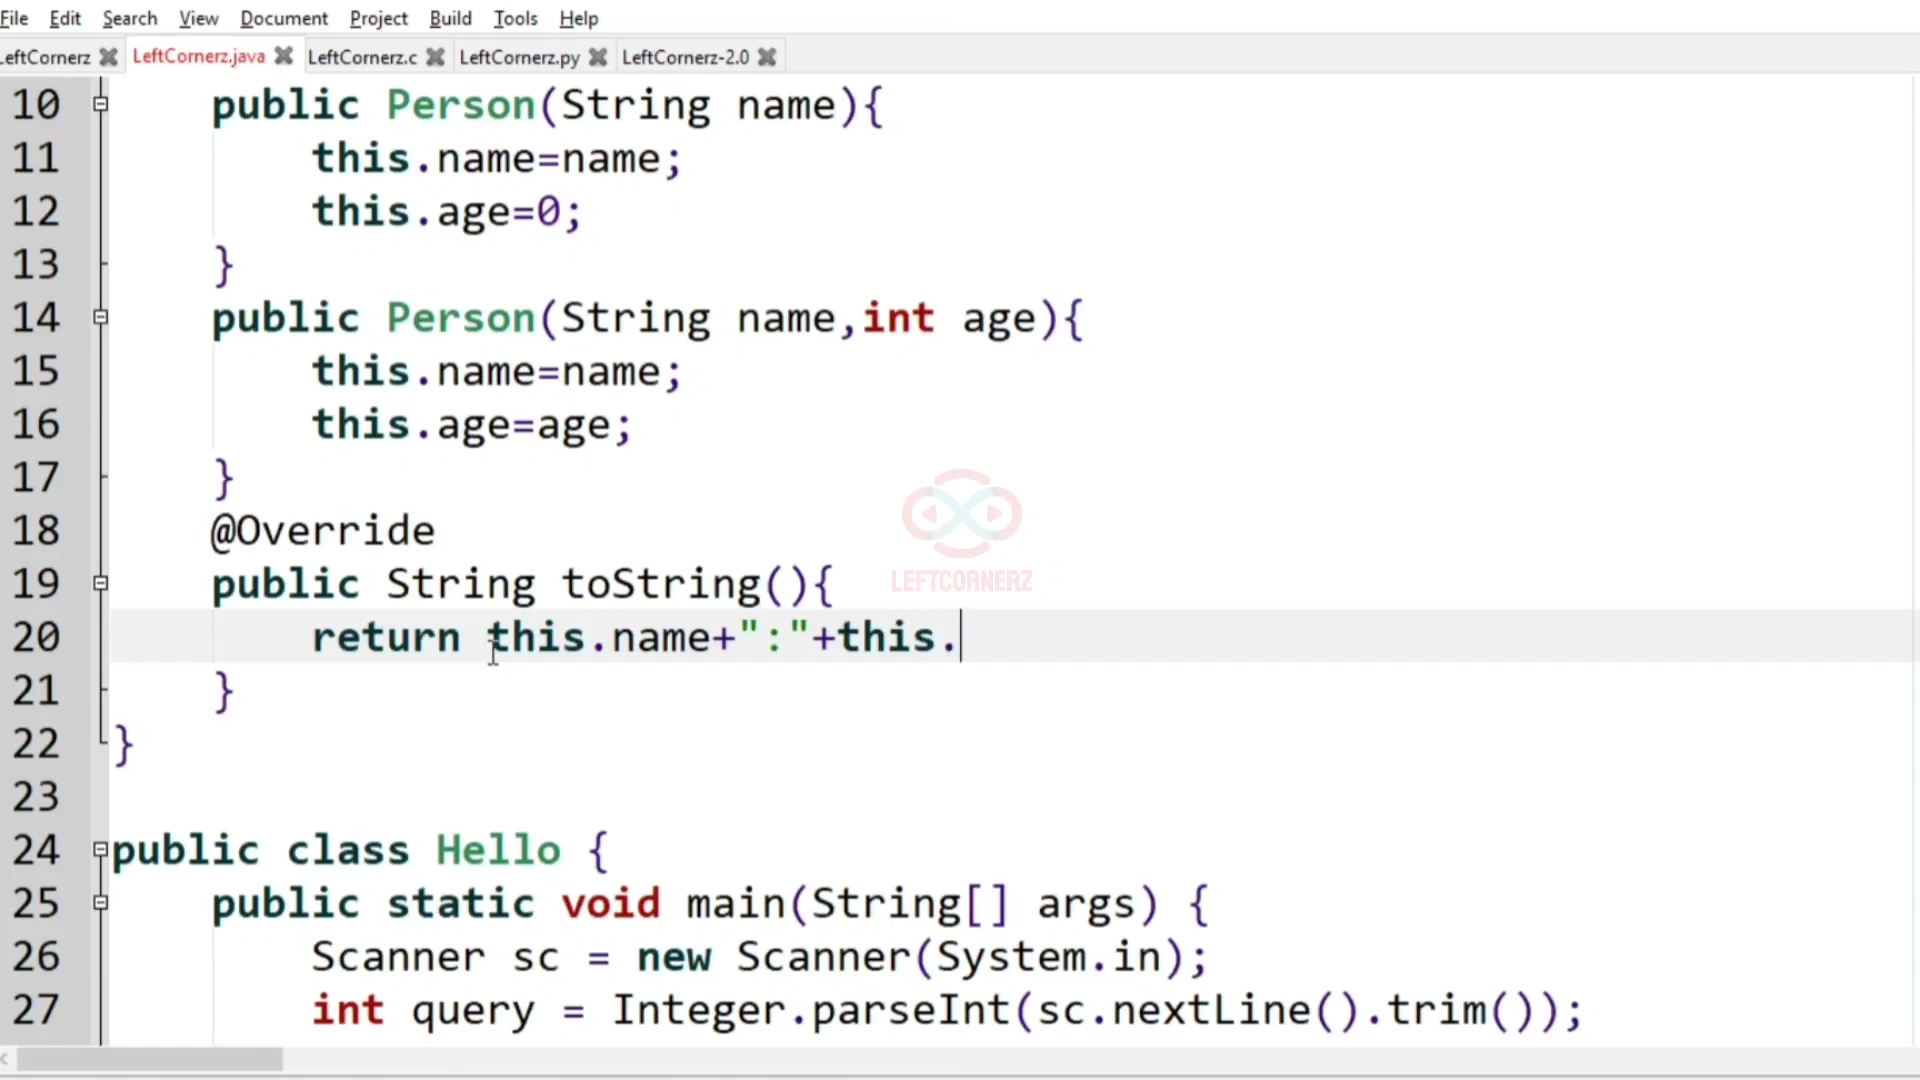 File Edit Search View Document Project Build Tools Help
LeftCornerz LeftCornerz.java LeftCornerz.c LeftCornerz.py LeftCornerz-2.0
10 public Person(String name){
11 this.name=name;
12 this.age=0;
13 }
14 public Person(String name,int age){
15 this.name=name;
16 this.age=age;
17 }
18 @Override
19 public String toString(){
20 return this.name+":"+this.
21 }
22 }
23
24 public class Hello {
25 public static void main(String[] args) {
26 Scanner sc = new Scanner(System.in);
27 int query = Integer.parseInt(sc.nextLine().trim());
LEFTCORNERZ